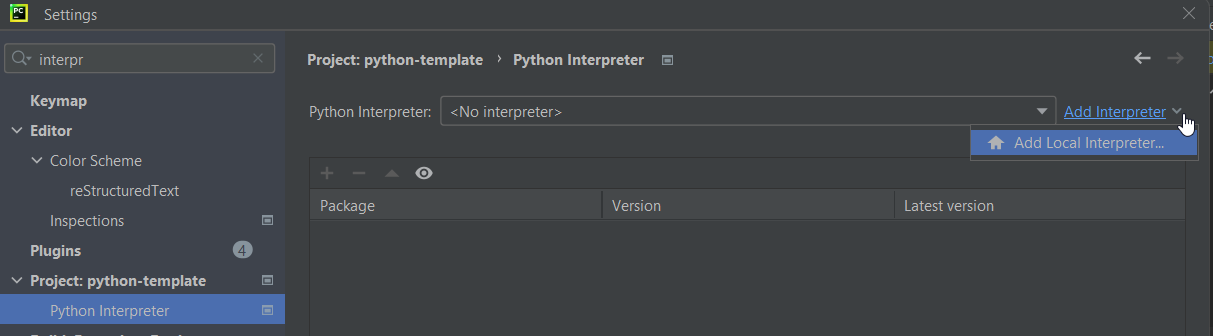 PC Settings
interpr
Project: python-template › Python Interpreter
Keymap
Python Interpreter: <No interpreter> Add Interpreter
Editor
Add Local Interpreter...
Color Scheme
reStructuredText
Package Version Latest version
Inspections
Plugins 4
Project: python-template
Python Interpreter